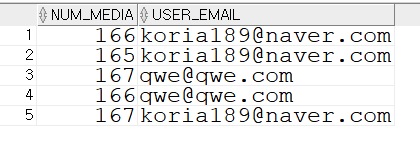 NUM_MEDIA USER_EMAIL
1 166 koria189@naver.com
2 165 koria189@naver.com
3 167 qwe@qwe.com
4 166 qwe@qwe.com
5 167 koria189@naver.com